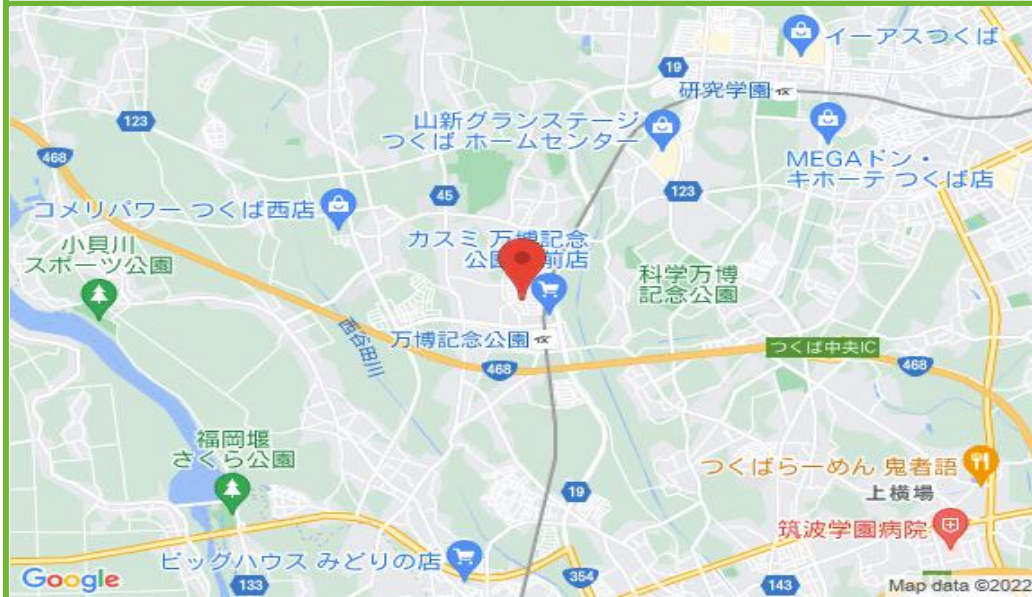 イーアスつくば
19
研究学園
123
山新グランステージ
つくば ホームセンター
MEGAドン・
キホーテ つくば店
468
45
123
コメリパワー つくば西店
カスミ 万博記念
公園
前店
小貝川
スポーツ公園
科学万博
記念公園
万博記念公園
西谷田川
つくば中央IC
468
468
福岡堰
さくら公園
つくばらーめん 鬼者語
上横場
19
筑波学園病院
ビッグハウス みどりの店
354
133
143
Google
Map data ©2022